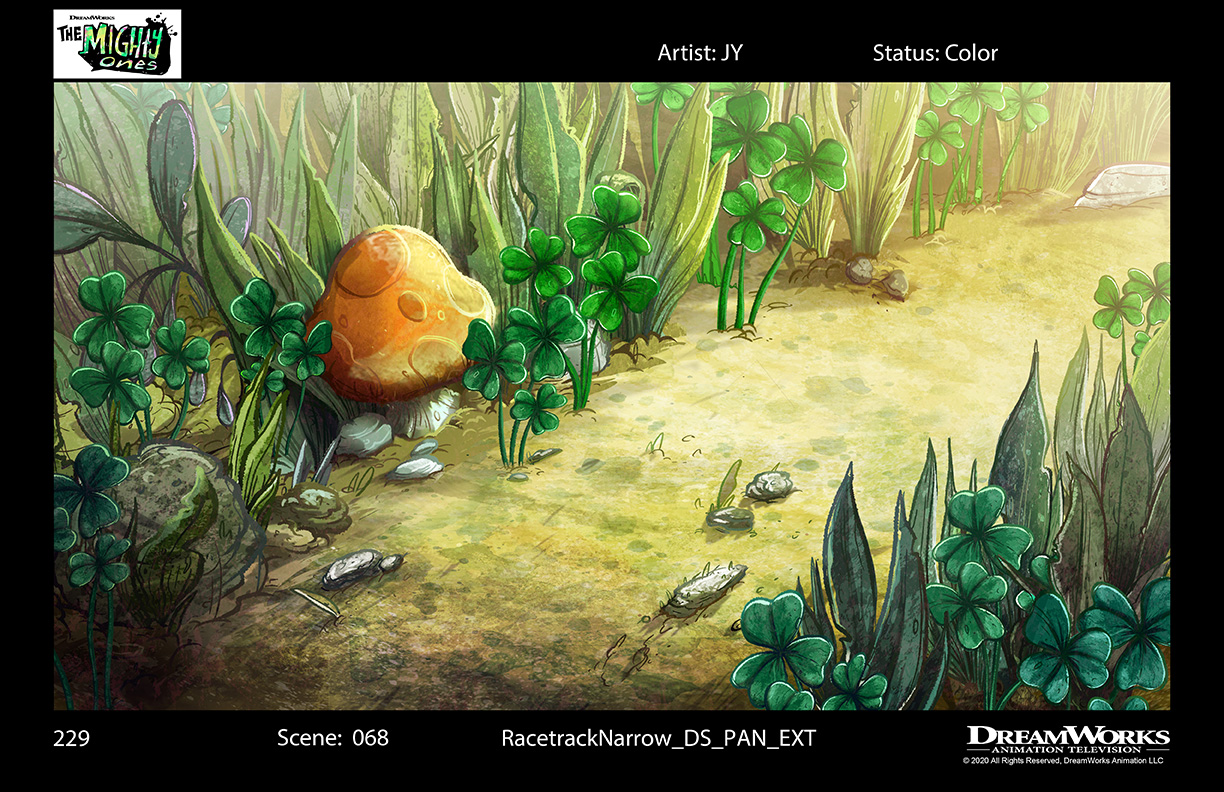 DREAMWORKS
THE MIGHTY
ONES
Artist: JY
Status: Color
229
Scene: 068
RacetrackNarrow_DS_PAN_EXT
DREAMWORKS
ANIMATION TELEVISION
© 2020 All Rights Reserved, DreamWorks Animation LLC